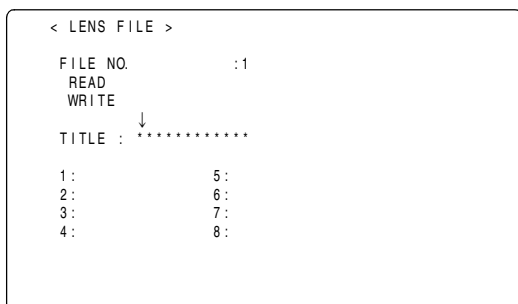 < LENS FILE >
FILE NO. :1
READ
WRITE
↓
TITLE : ************
1: 5:
2: 6:
3: 7:
4: 8: